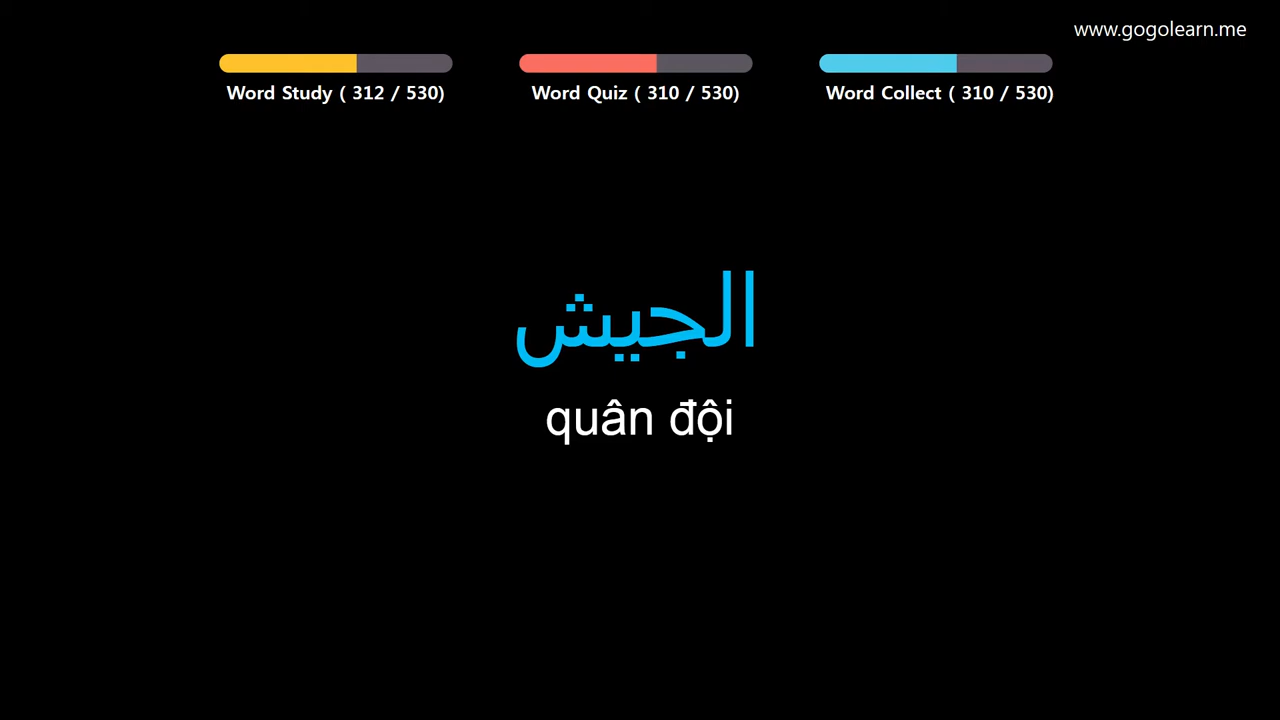 www.gogolearn.me
Word Study ( 312 / 530)
Word Quiz ( 310 / 530)
Word Collect ( 310 / 530)
الجيش
quân đội